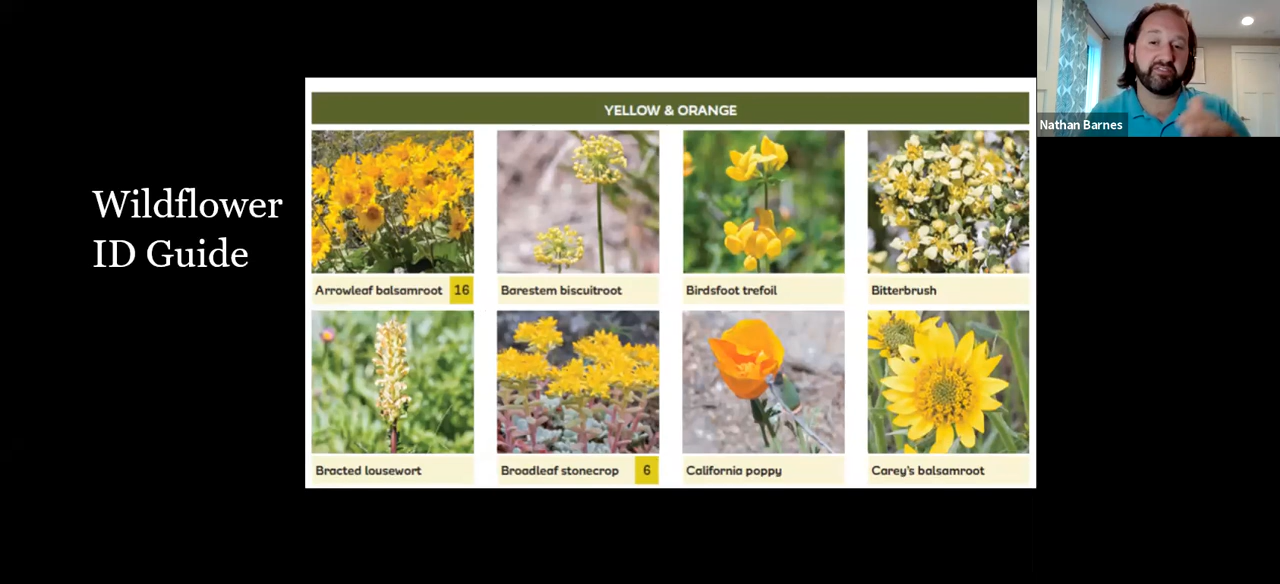 Nathan Barnes
Wildflower
ID Guide
YELLOW & ORANGE
Arrowleaf balsamroot 16
Barestem biscuitroot
Birdsfoot trefoil
Bitterbrush
Bracted lousewort
Broadleaf stonecrop 6
California poppy
Carey's balsamroot